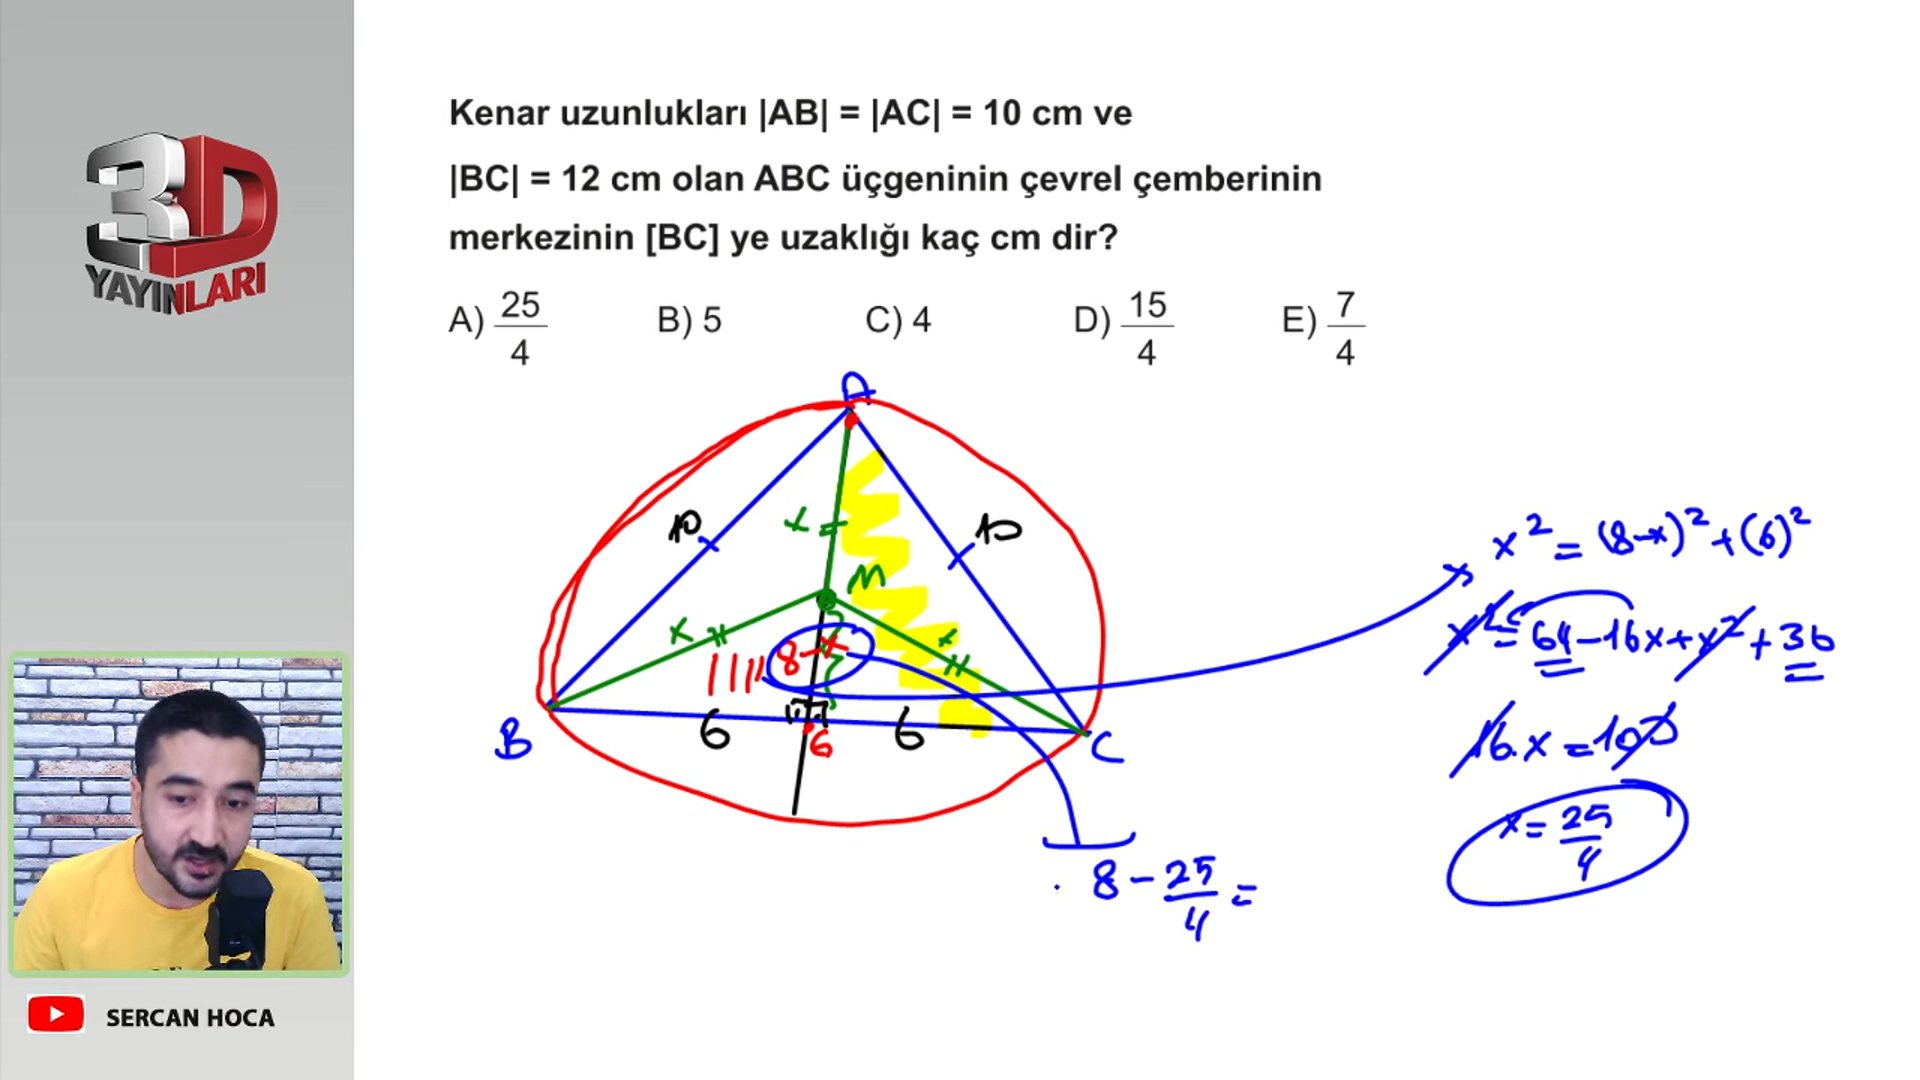 3D
YAYINLARI
Kenar uzunlukları |AB| = |AC| = 10 cm ve
|BC| = 12 cm olan ABC üçgeninin çevrel çemberinin
merkezinin [BC] ye uzaklığı kaç cm dir?
A) 25/4 B) 5 C) 4 D) 15/4 E) 7/4
A
10 x 10
M
x 8-x x
B 6 6 6 C
x² = (8-x)² + (6)²
x² = 64 - 16x + x² + 36
16.x = 100
x = 25/4
8 - 25/4 =
SERCAN HOCA